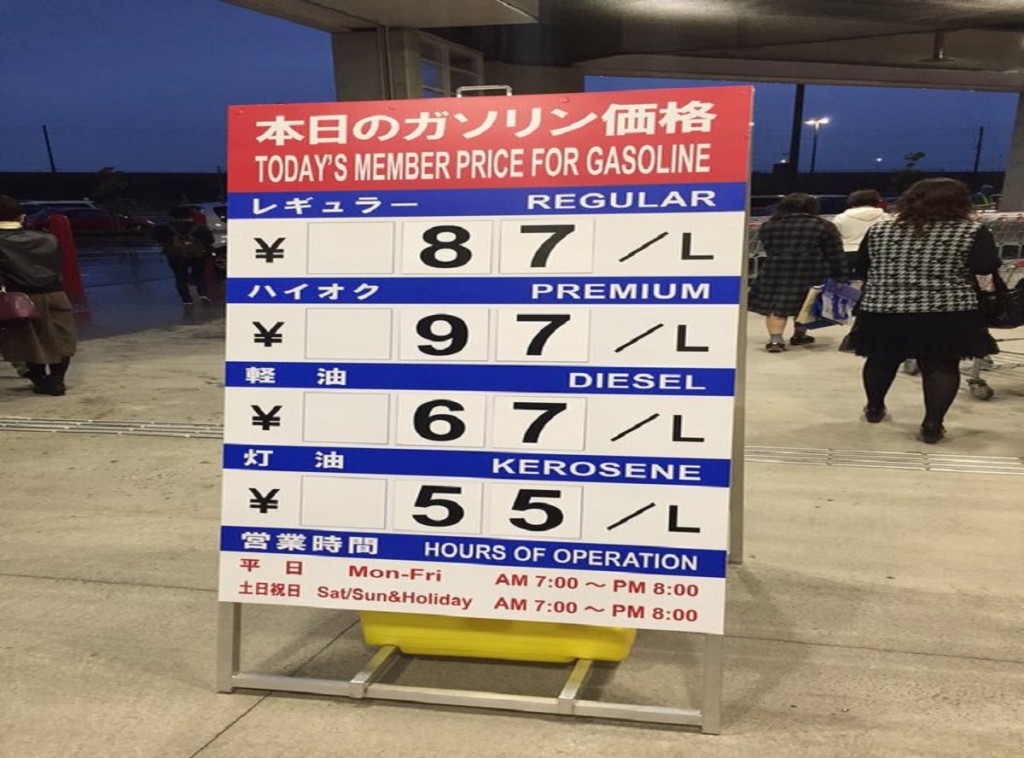 本日のガソリン価格
TODAY'S MEMBER PRICE FOR GASOLINE
レギュラー REGULAR
¥ 87/L
ハイオク PREMIUM
¥ 97/L
軽油 DIESEL
¥ 67/L
灯油 KEROSENE
¥ 55/L
営業時間 HOURS OF OPERATION
平日 Mon-Fri AM 7:00 ～ PM 8:00
土日祝日 Sat/Sun&Holiday AM 7:00 ～ PM 8:00